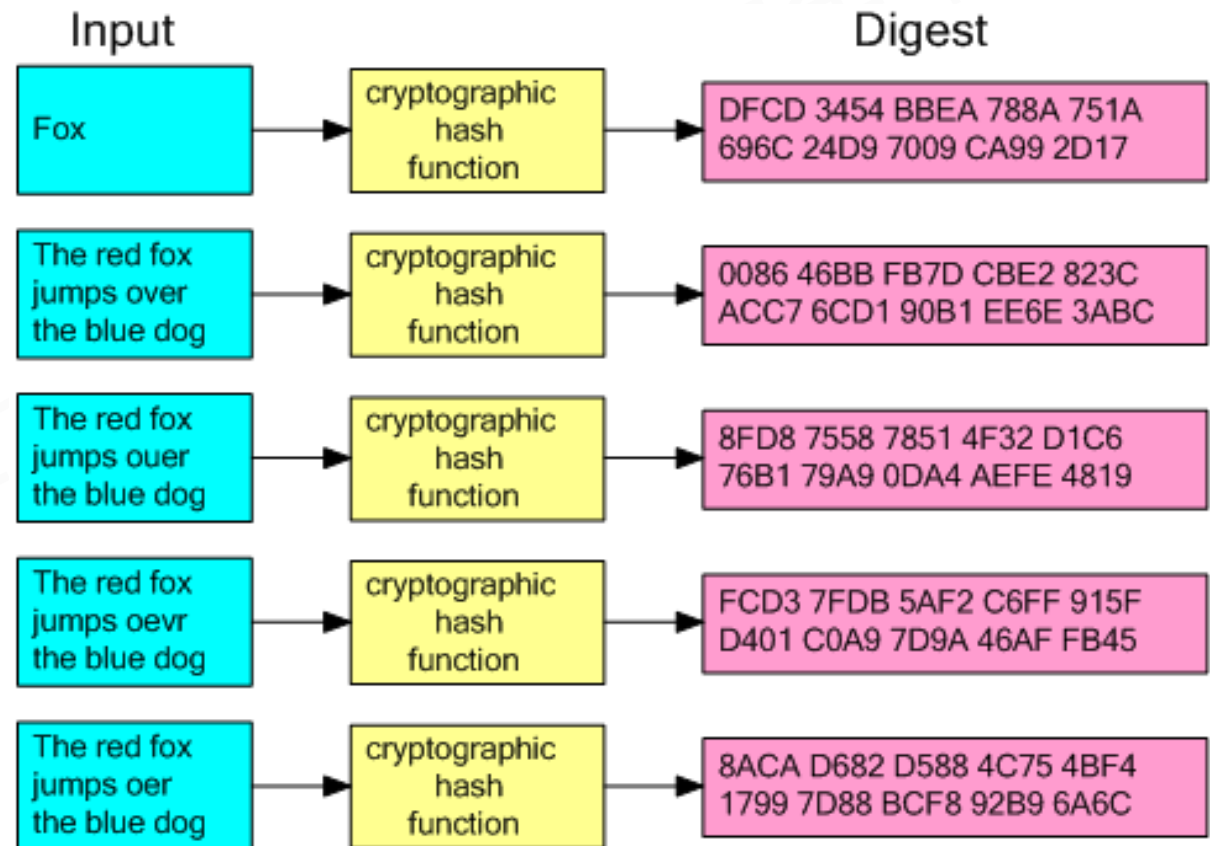 Input
Digest
Fox
cryptographic
hash
function
DFCD 3454 BBEA 788A 751A
696C 24D9 7009 CA99 2D17
The red fox
jumps over
the blue dog
cryptographic
hash
function
0086 46BB FB7D CBE2 823C
ACC7 6CD1 90B1 EE6E 3ABC
The red fox
jumps ouer
the blue dog
cryptographic
hash
function
8FD8 7558 7851 4F32 D1C6
76B1 79A9 0DA4 AEFE 4819
The red fox
jumps oevr
the blue dog
cryptographic
hash
function
FCD3 7FDB 5AF2 C6FF 915F
D401 C0A9 7D9A 46AF FB45
The red fox
jumps oer
the blue dog
cryptographic
hash
function
8ACA D682 D588 4C75 4BF4
1799 7D88 BCF8 92B9 6A6C